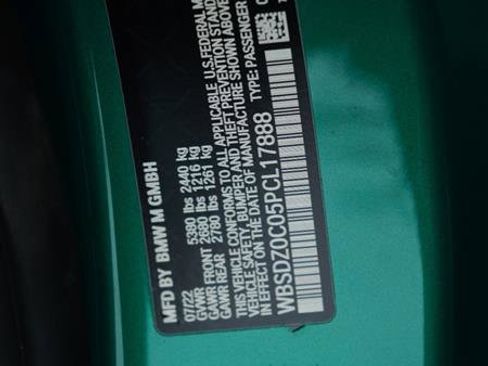 MFD BY BMW M GMBH
07/22
GVWR 5380 lbs 2440 kg
GAWR FRONT 2680 lbs 1216 kg
GAWR REAR 2780 lbs 1261 kg
THIS VEHICLE CONFORMS TO ALL APPLICABLE U.S. FEDERAL M
VEHICLE SAFETY, BUMPER AND THEFT PREVENTION STAND
IN EFFECT ON THE DATE OF MANUFACTURE SHOWN ABOVE
WBSDZ0C05PCL17888 TYPE: PASSENGER